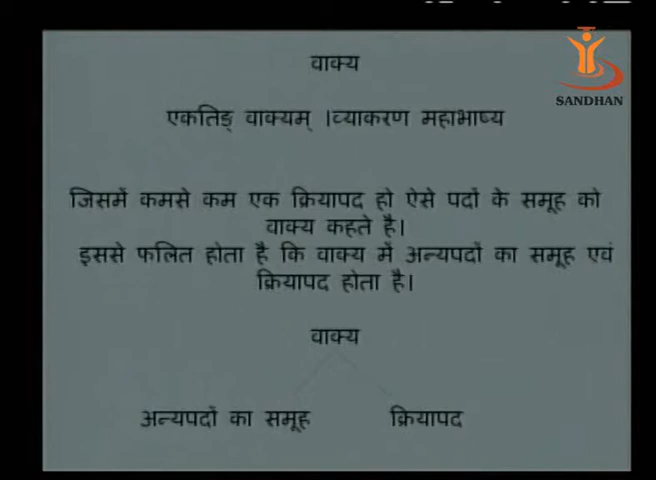 SANDHAN
वाक्य
एकतिङ् वाक्यम् ।व्याकरण महाभाष्य
जिसमें कमसे कम एक क्रियापद हो ऐसे पदों के समूह को
वाक्य कहते है।
इससे फलित होता है कि वाक्य में अन्यपदों का समूह एवं
क्रियापद होता है।
वाक्य
अन्यपदों का समूह क्रियापद